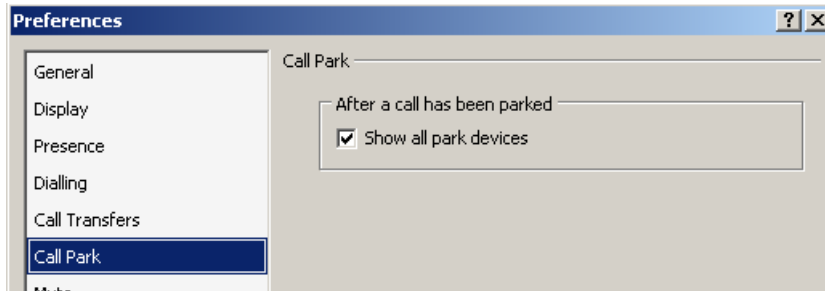 Preferences
General
Display
Presence
Dialling
Call Transfers
Call Park
Call Park
After a call has been parked
Show all park devices